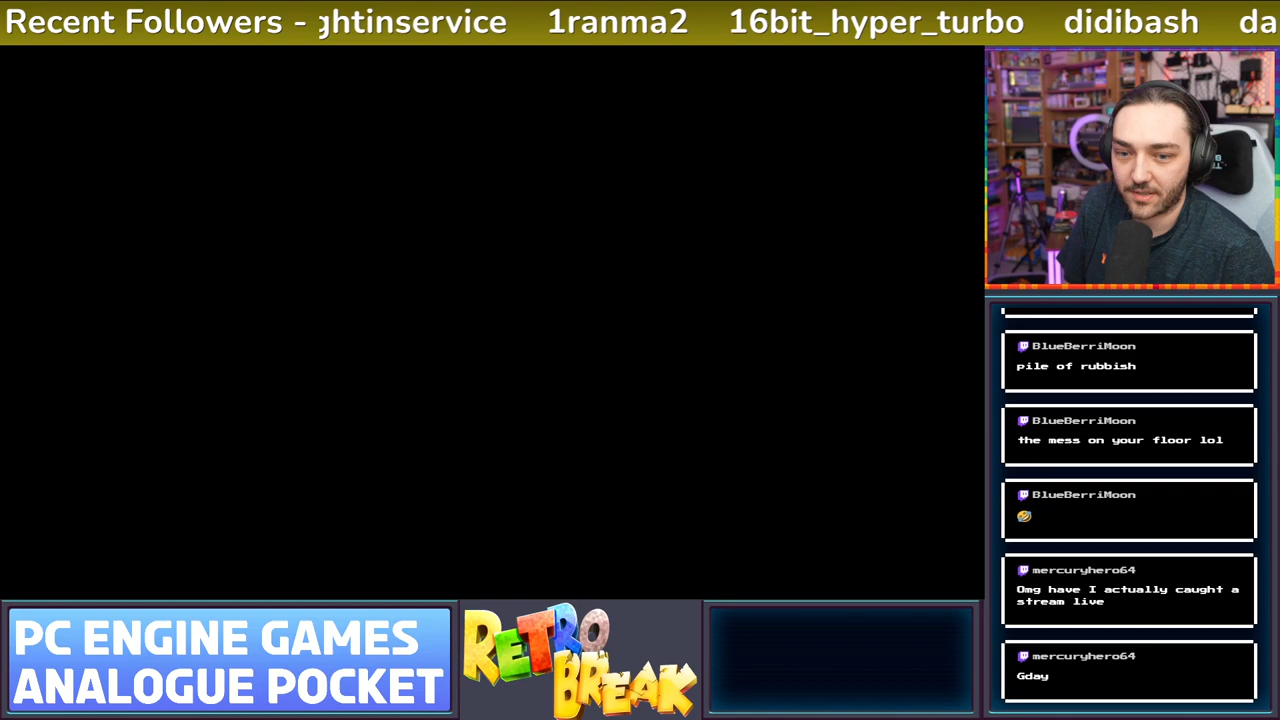 Recent Followers - ghtinservice 1ranma2 16bit_hyper_turbo didibash da
BlueBerriMoon
pile of rubbish
BlueBerriMoon
the mess on your floor lol
BlueBerriMoon
mercuryhero64
Omg have I actually caught a
stream live
mercuryhero64
Gday
PC ENGINE GAMES
ANALOGUE POCKET
RETRO
BREAK